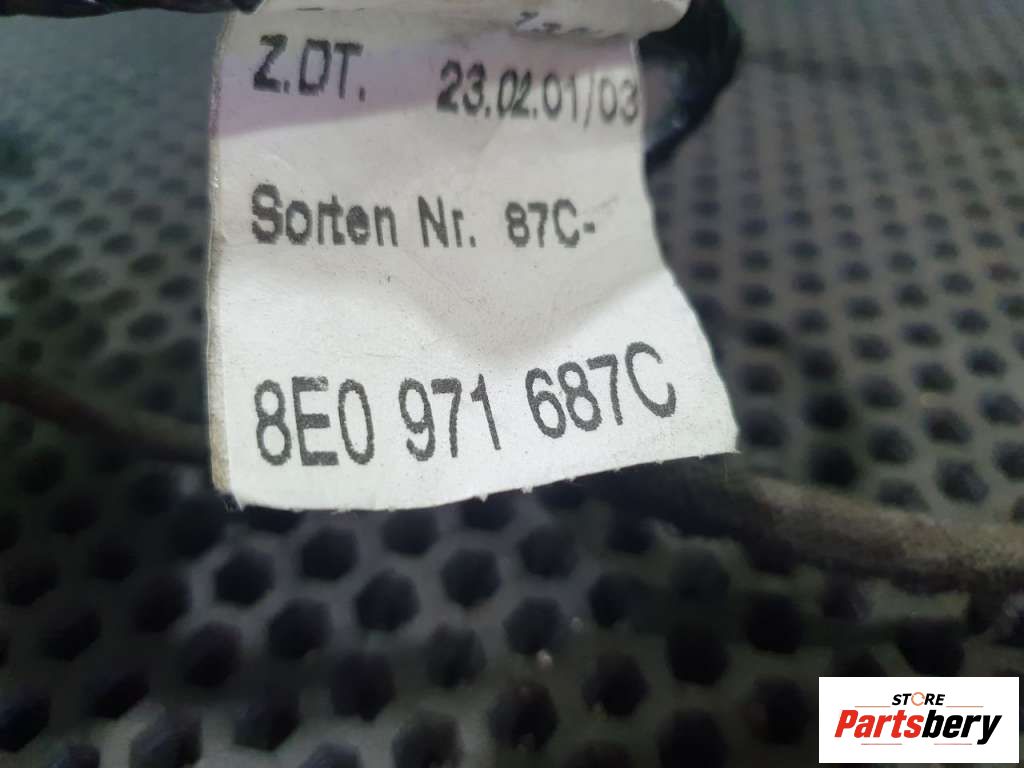 Z.DT. 23.02.01/03
Sorten Nr. 87C-
8E0 971 687C
STORE
Partsbery